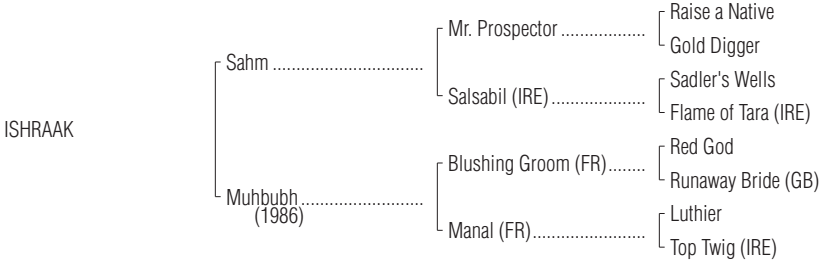 Raise a Native
Mr. Prospector ...................
Gold Digger
Sahm ..................................
Sadler's Wells
Salsabil (IRE).....................
Flame of Tara (IRE)
ISHRAAK
Red God
Blushing Groom (FR)........
Runaway Bride (GB)
Muhbubh...........................
(1986)
Luthier
Manal (FR).........................
Top Twig (IRE)